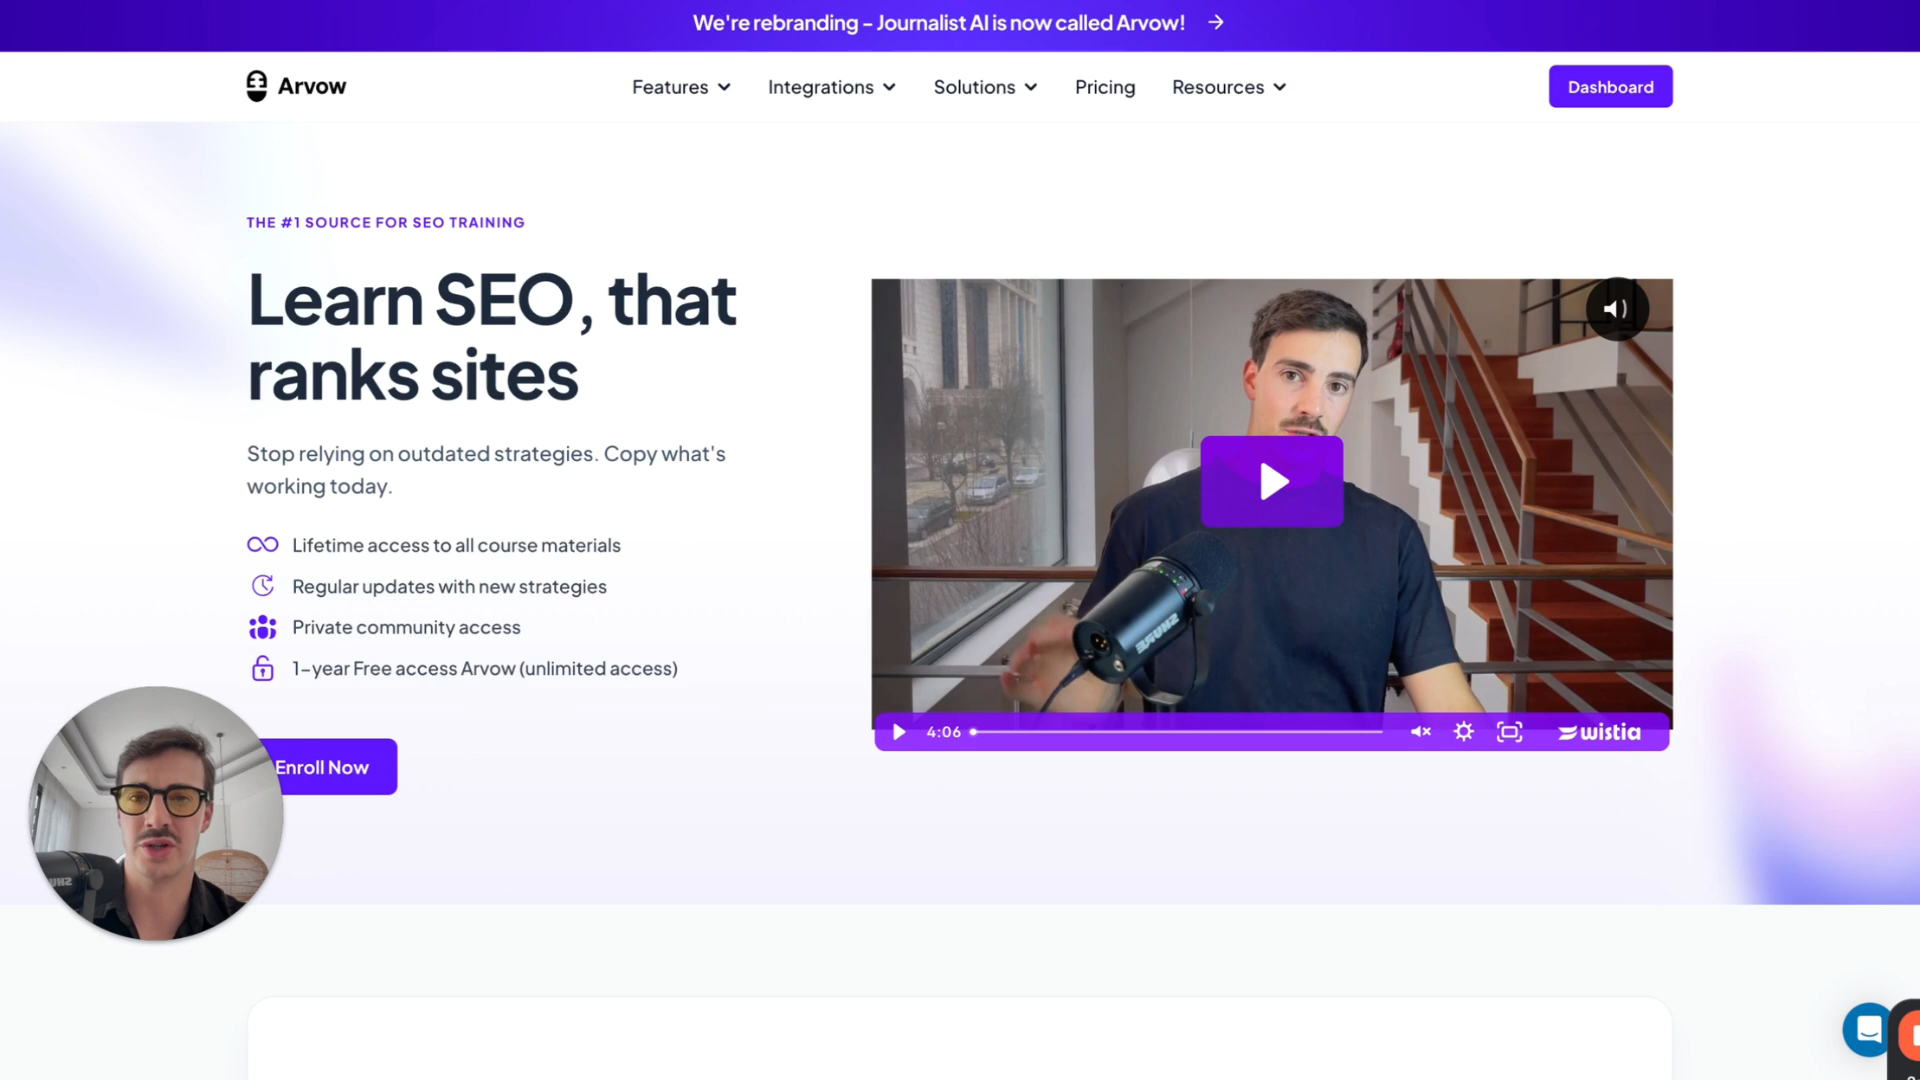 We're rebranding – Journalist AI is now called Arvow!
Arvow
Features
Integrations
Solutions
Pricing
Resources
Dashboard
THE #1 SOURCE FOR SEO TRAINING
Learn SEO, that
ranks sites
Stop relying on outdated strategies. Copy what's
working today.
Lifetime access to all course materials
Regular updates with new strategies
Private community access
1-year Free access Arvow (unlimited access)
Enroll Now
SHURE
4:06
wistia